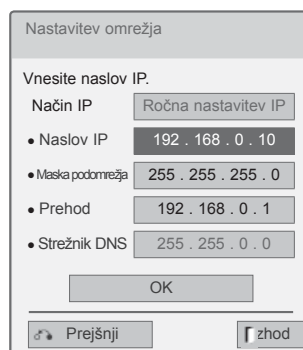 Nastavitev omrežja
Vnesite naslov IP.
Način IP Ročna nastavitev IP
• Naslov IP 192 . 168 . 0 . 10
• Maska podomrežja 255 . 255 . 255 . 0
• Prehod 192 . 168 . 0 . 1
• Strežnik DNS 255 . 255 . 0 . 0
OK
Prejšnji zhod